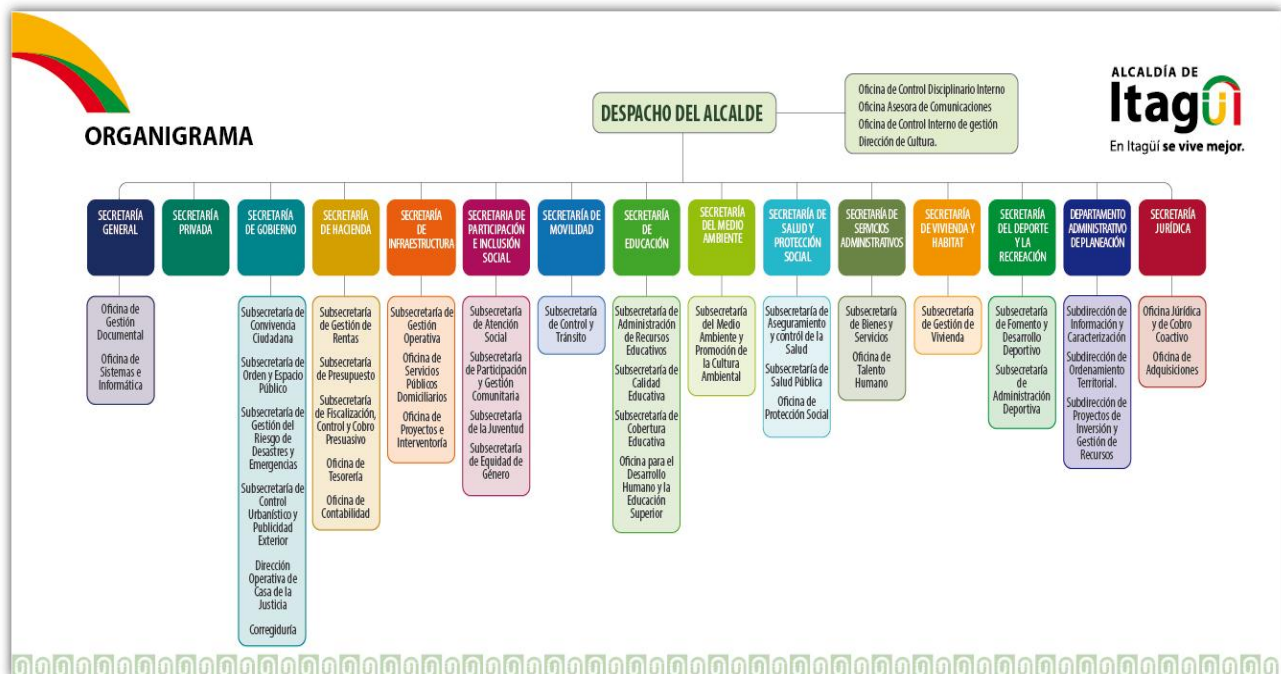 ORGANIGRAMA
DESPACHO DEL ALCALDE
Oficina de Control Disciplinario Interno
Oficina Asesora de Comunicaciones
Oficina de Control Interno de gestión
Dirección de Cultura.
ALCALDÍA DE
Itagüí
En Itagüí se vive mejor.
SECRETARÍA
GENERAL
Oficina de
Gestión
Documental
Oficina de
Sistemas e
Informática
SECRETARÍA
PRIVADA
SECRETARÍA
DE GOBIERNO
Subsecretaría de
Convivencia
Ciudadana
Subsecretaría de
Orden y Espacio
Público
Subsecretaría de
Gestión del
Riesgo de
Desastres y
Emergencias
Subsecretaría de
Control
Urbanístico y
Publicidad
Exterior
Dirección
Operativa de
Casa de la
Justicia
Corregiduría
SECRETARÍA
DE HACIENDA
Subsecretaría
de Gestión de
Rentas
Subsecretaría
de Presupuesto
Subsecretaría
de Fiscalización,
Control y Cobro
Presuasivo
Oficina de
Tesorería
Oficina de
Contabilidad
SECRETARÍA
DE
INFRAESTRUCTURA
Subsecretaría de
Gestión
Operativa
Oficina de
Servicios
Públicos
Domiciliarios
Oficina de
Proyectos e
Interventoría
SECRETARIA DE
PARTICIPACIÓN
E INCLUSIÓN
SOCIAL
Subsecretaría
de Atención
Social
Subsecretaría
de Participación
y Gestión
Comunitaria
Subsecretaría
de la Juventud
Subsecretaría
de Equidad de
Género
SECRETARÍA DE
MOVILIDAD
Subsecretaría
de Control y
Tránsito
SECRETARÍA
DE
EDUCACIÓN
Subsecretaría de
Administración
de Recursos
Educativos
Subsecretaría de
Calidad
Educativa
Subsecretaría de
Cobertura
Educativa
Oficina para el
Desarrollo
Humano y la
Educación
Superior
SECRETARÍA
DEL MEDIO
AMBIENTE
Subsecretaría
del Medio
Ambiente y
Promoción de
la Cultura
Ambiental
SECRETARÍA DE
SALUD Y
PROTECCIÓN
SOCIAL
Subsecretaría de
Aseguramiento
y contról de la
Salud
Subsecretaría de
Salud Pública
Oficina de
Protección Social
SECRETARÍA DE
SERVICIOS
ADMINISTRATIVOS
Subsecretaría
de Bienes y
Servicios
Oficina de
Talento
Humano
SECRETARÍA
DE VIVIENDA Y
HABITAT
Subsecretaría
de Gestión de
Vivienda
SECRETARÍA
DEL DEPORTE
Y LA
RECREACIÓN
Subsecretaría
de Fomento y
Desarrollo
Deportivo
Subsecretaría
de
Administración
Deportiva
DEPARTAMENTO
ADMINISTRATIVO
DE PLANEACIÓN
Subdirección de
Información y
Caracterización
Subdirección de
Ordenamiento
Territorial.
Subdirección de
Proyectos de
Inversión y
Gestión de
Recursos
SECRETARÍA
JURÍDICA
Oficina Júrídica
y de Cobro
Coactivo
Oficina de
Adquisiciones